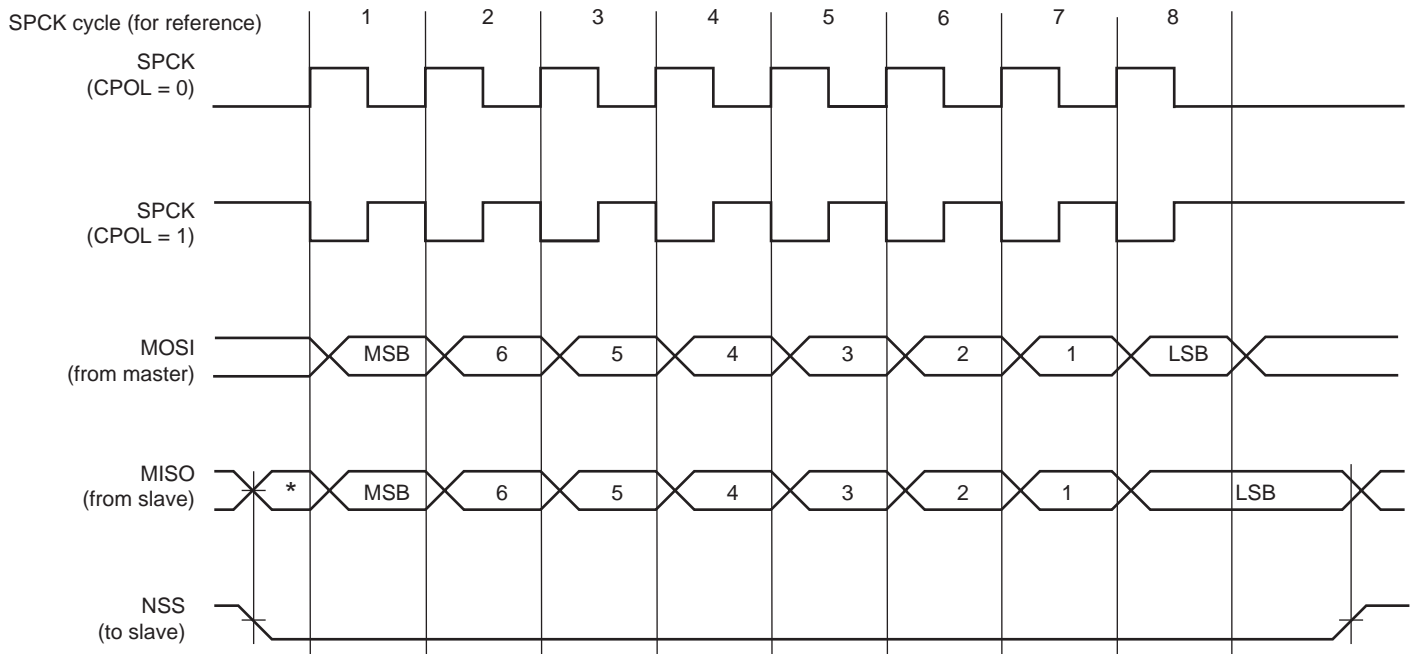 SPCK cycle (for reference)
1 2 3 4 5 6 7 8
SPCK
(CPOL = 0)
SPCK
(CPOL = 1)
MOSI
(from master)
MSB 6 5 4 3 2 1 LSB
MISO
(from slave)
* MSB 6 5 4 3 2 1 LSB
NSS
(to slave)